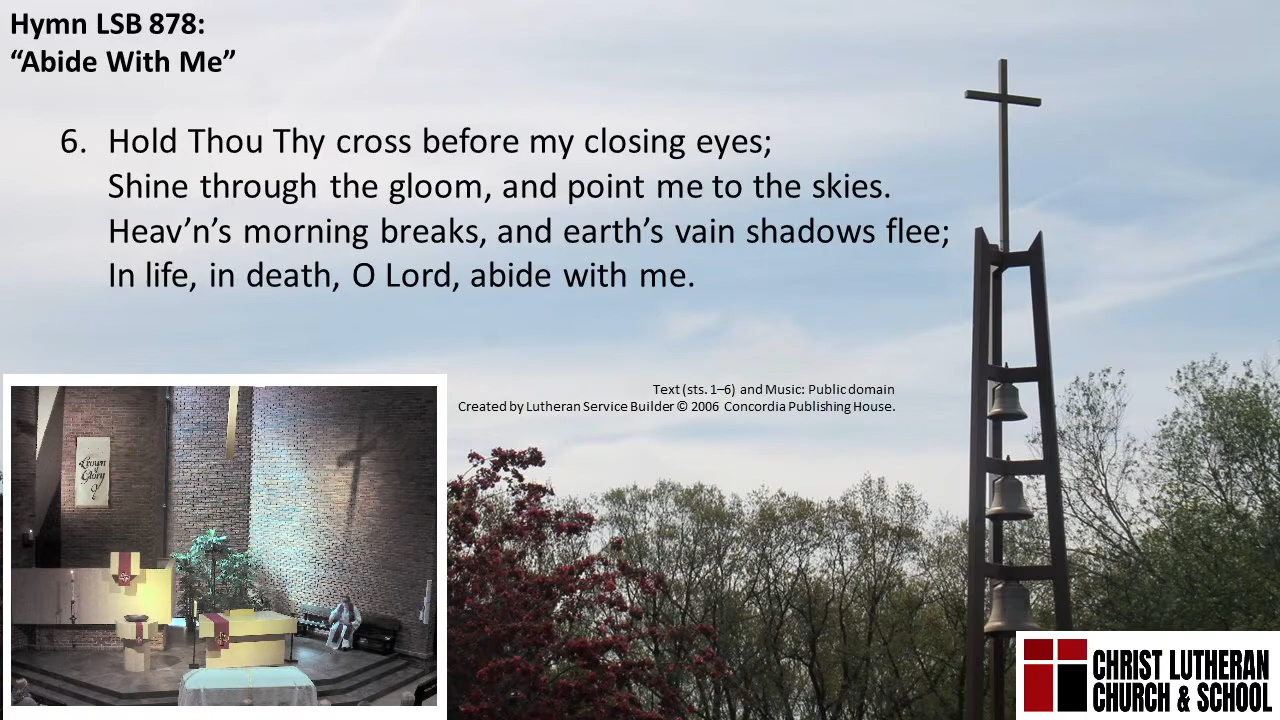 Hymn LSB 878:
“Abide With Me”
6. Hold Thou Thy cross before my closing eyes;
Shine through the gloom, and point me to the skies.
Heav’n’s morning breaks, and earth’s vain shadows flee;
In life, in death, O Lord, abide with me.
Text (sts. 1–6) and Music: Public domain
Created by Lutheran Service Builder © 2006 Concordia Publishing House.
Crown
Glory
CHRIST LUTHERAN
CHURCH & SCHOOL